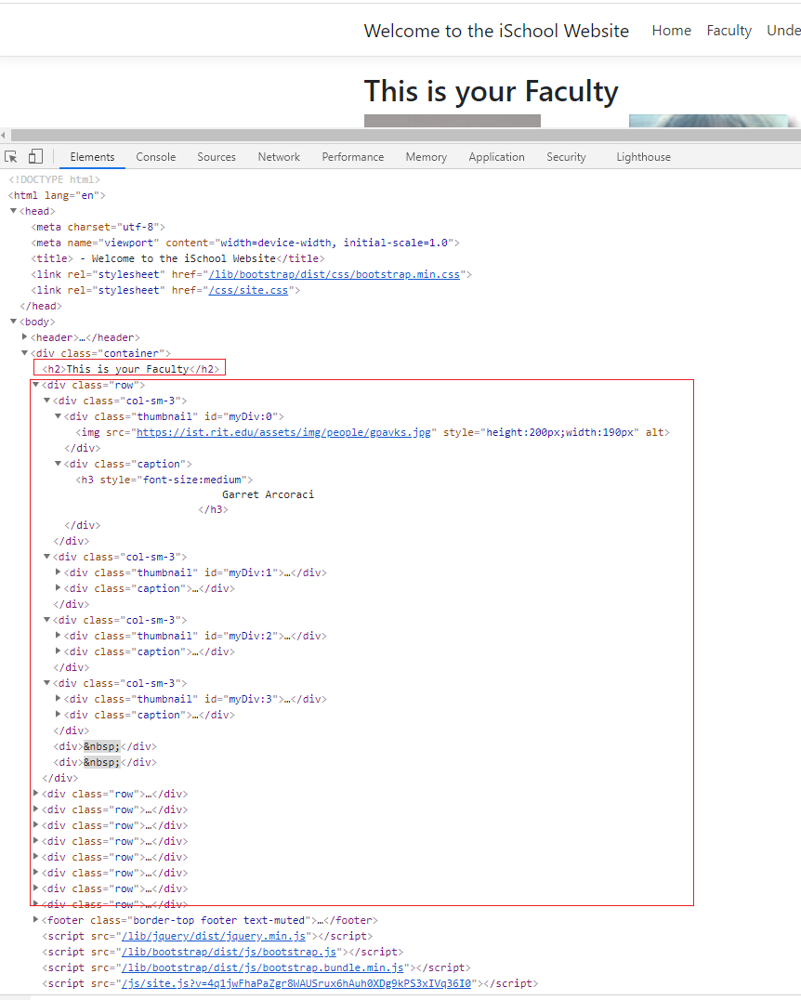 Welcome to the iSchool Website Home Faculty Unde
This is your Faculty
Elements Console Sources Network Performance Memory Application Security Lighthouse
<!DOCTYPE html>
<html lang="en">
<head>
<meta charset="utf-8">
<meta name="viewport" content="width=device-width, initial-scale=1.0">
<title> - Welcome to the iSchool Website</title>
<link rel="stylesheet" href="/lib/bootstrap/dist/css/bootstrap.min.css">
<link rel="stylesheet" href="/css/site.css">
</head>
<body>
<header>…</header>
<div class="container">
<h2>This is your Faculty</h2>
<div class="row">
<div class="col-sm-3">
<div class="thumbnail" id="myDiv:0">
<img src="https://ist.rit.edu/assets/img/people/gpavks.jpg" style="height:200px;width:190px" alt>
</div>
<div class="caption">
<h3 style="font-size:medium">
Garret Arcoraci
</h3>
</div>
</div>
<div class="col-sm-3">
<div class="thumbnail" id="myDiv:1">…</div>
<div class="caption">…</div>
</div>
<div class="col-sm-3">
<div class="thumbnail" id="myDiv:2">…</div>
<div class="caption">…</div>
</div>
<div class="col-sm-3">
<div class="thumbnail" id="myDiv:3">…</div>
<div class="caption">…</div>
</div>
<div>&nbsp;</div>
<div>&nbsp;</div>
</div>
<div class="row">…</div>
<div class="row">…</div>
<div class="row">…</div>
<div class="row">…</div>
<div class="row">…</div>
<div class="row">…</div>
<div class="row">…</div>
<div class="row">…</div>
<footer class="border-top footer text-muted">…</footer>
<script src="/lib/jquery/dist/jquery.min.js"></script>
<script src="/lib/bootstrap/dist/js/bootstrap.js"></script>
<script src="/lib/bootstrap/dist/js/bootstrap.bundle.min.js"></script>
<script src="/js/site.js?v=4q1jwFhaPaZgr8WAUSrux6hAuh0XDg9kPS3xIVq36I0"></script>